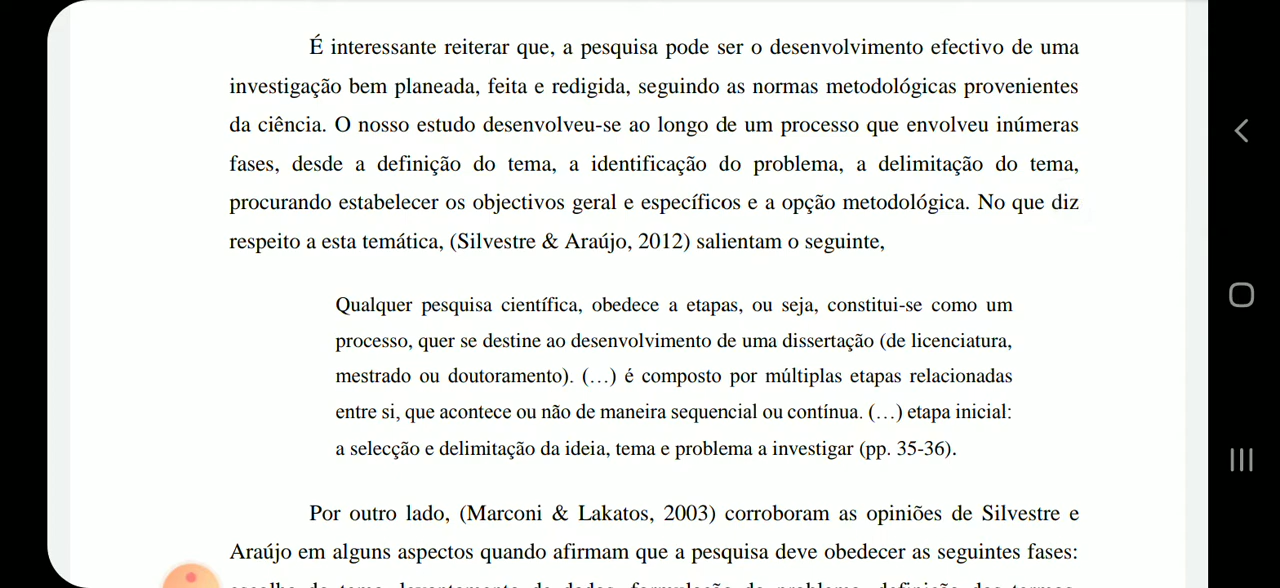 É interessante reiterar que, a pesquisa pode ser o desenvolvimento efectivo de uma
investigação bem planeada, feita e redigida, seguindo as normas metodológicas provenientes
da ciência. O nosso estudo desenvolveu-se ao longo de um processo que envolveu inúmeras
fases, desde a definição do tema, a identificação do problema, a delimitação do tema,
procurando estabelecer os objectivos geral e específicos e a opção metodológica. No que diz
respeito a esta temática, (Silvestre & Araújo, 2012) salientam o seguinte,
Qualquer pesquisa científica, obedece a etapas, ou seja, constitui-se como um
processo, quer se destine ao desenvolvimento de uma dissertação (de licenciatura,
mestrado ou doutoramento). (…) é composto por múltiplas etapas relacionadas
entre si, que acontece ou não de maneira sequencial ou contínua. (…) etapa inicial:
a selecção e delimitação da ideia, tema e problema a investigar (pp. 35-36).
Por outro lado, (Marconi & Lakatos, 2003) corroboram as opiniões de Silvestre e
Araújo em alguns aspectos quando afirmam que a pesquisa deve obedecer as seguintes fases: